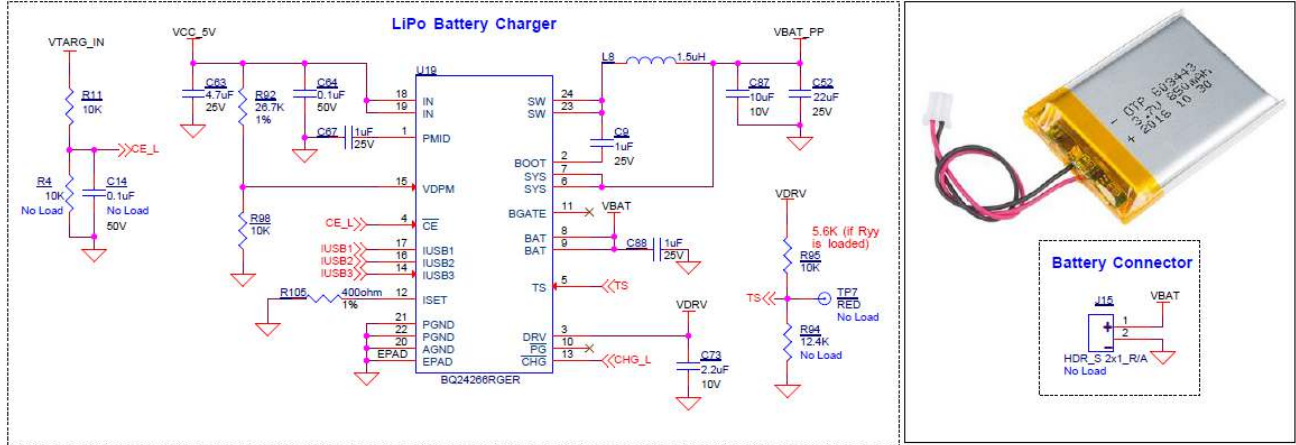 LiPo Battery Charger
VTARG_IN
R11
10K
CE_L
R4
10K
No Load
C14
0.1uF
No Load
50V
VCC_5V
C63
4.7uF
25V
R92
26.7K
1%
C64
0.1uF
50V
C67
1uF
25V
R98
10K
CE_L
IUSB1
IUSB2
IUSB3
R105
400ohm
1%
EPAD
U19
18
19
1
15
4
17
16
14
12
21
22
20
IN
IN
PMID
VDPM
CE
IUSB1
IUSB2
IUSB3
ISET
PGND
PGND
AGND
EPAD
SW
SW
BOOT
SYS
SYS
BGATE
BAT
BAT
TS
DRV
PG
CHG
24
23
2
7
6
11
8
9
5
3
10
13
BQ24266RGER
L8
1.5uH
VBAT_PP
C87
10uF
10V
C52
22uF
25V
C9
1uF
25V
VBAT
C88
1uF
25V
TS
VDRV
CHG_L
C73
2.2uF
10V
VDRV
5.6K (if Ryy
is loaded)
R95
10K
TS
TP7
RED
No Load
R94
12.4K
No Load
DTP 603443
- 3.7V 850mAh
+ 2018 10 30
Battery Connector
J15
VBAT
1
2
+
-
HDR_S 2x1_R/A
No Load